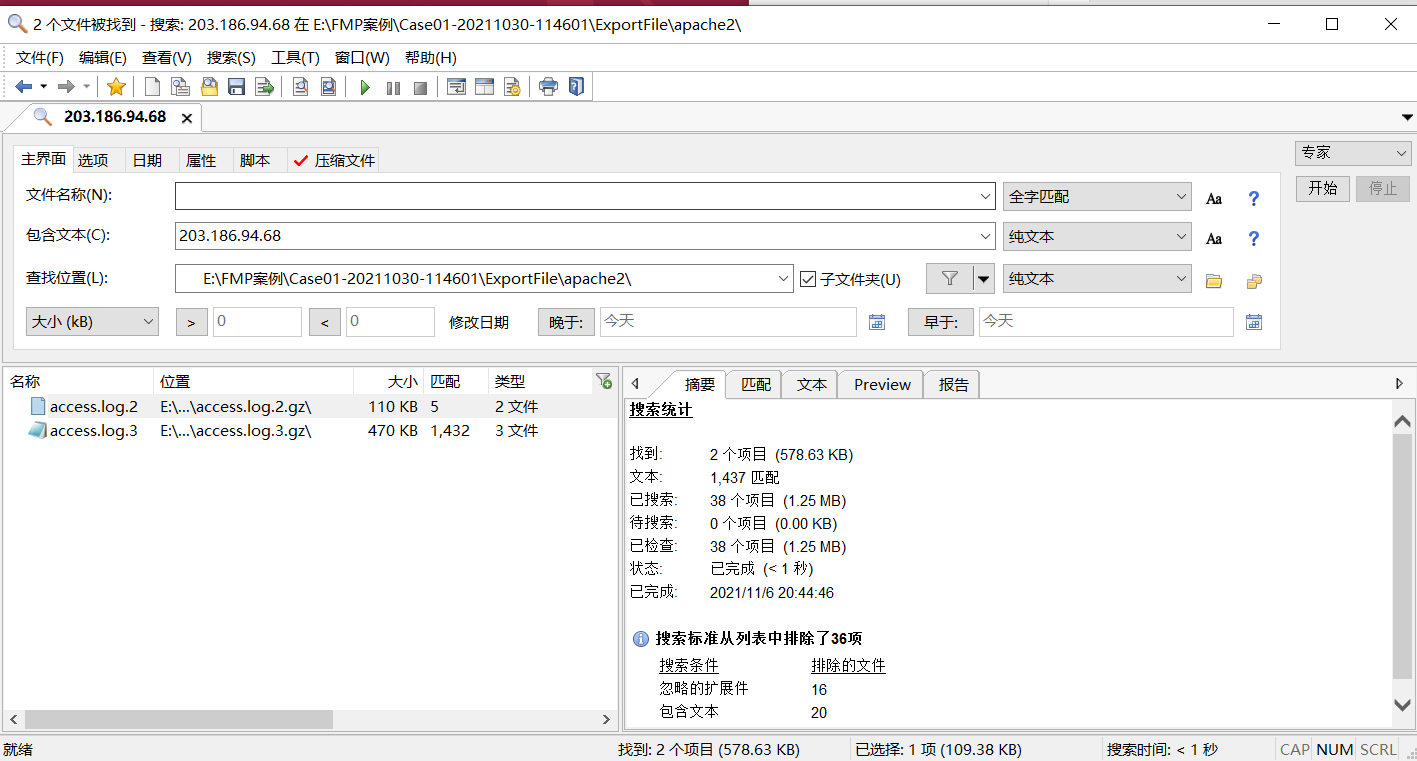 2 个文件被找到 - 搜索: 203.186.94.68 在 E:\FMP案例\Case01-20211030-114601\ExportFile\apache2\
文件(F) 编辑(E) 查看(V) 搜索(S) 工具(T) 窗口(W) 帮助(H)
203.186.94.68
主界面 选项 日期 属性 脚本 压缩文件 专家
文件名称(N): 全字匹配 Aa ? 开始 停止
包含文本(C): 203.186.94.68 纯文本 Aa ?
查找位置(L): E:\FMP案例\Case01-20211030-114601\ExportFile\apache2\ 子文件夹(U) 纯文本
大小 (kB) > 0 < 0 修改日期 晚于: 今天 早于: 今天
名称 位置 大小 匹配 类型
access.log.2 E:\...\access.log.2.gz\ 110 KB 5 2 文件
access.log.3 E:\...\access.log.3.gz\ 470 KB 1,432 3 文件
摘要 匹配 文本 Preview 报告
搜索统计
找到: 2 个项目 (578.63 KB)
文本: 1,437 匹配
已搜索: 38 个项目 (1.25 MB)
待搜索: 0 个项目 (0.00 KB)
已检查: 38 个项目 (1.25 MB)
状态: 已完成 (< 1 秒)
已完成: 2021/11/6 20:44:46
搜索标准从列表中排除了36项
搜索条件 排除的文件
忽略的扩展件 16
包含文本 20
就绪 找到: 2 个项目 (578.63 KB) 已选择: 1 项 (109.38 KB) 搜索时间: < 1 秒 CAP NUM SCRL